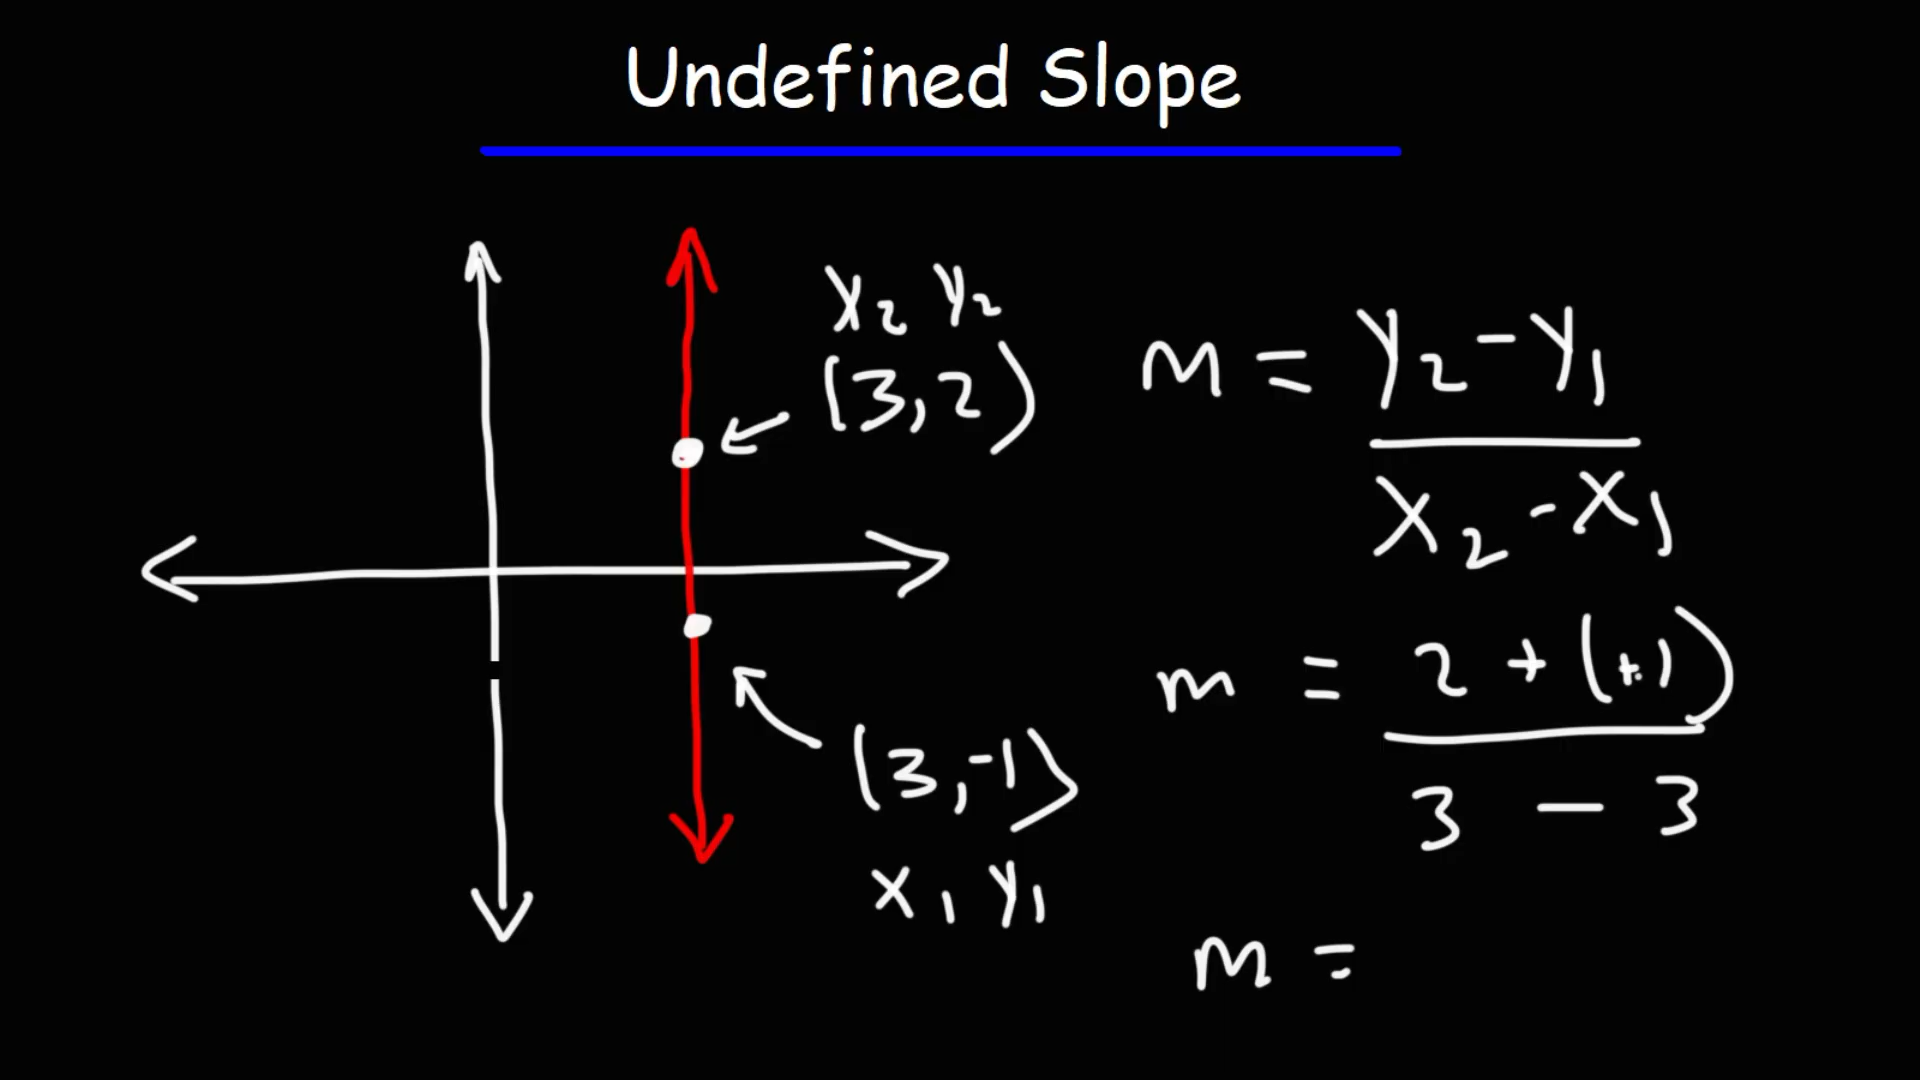 Undefined Slope
x₂ y₂
(3, 2)
m = y₂ - y₁
x₂ - x₁
m = 2 + (+1)
3 - 3
(3, -1)
x₁ y₁
m =